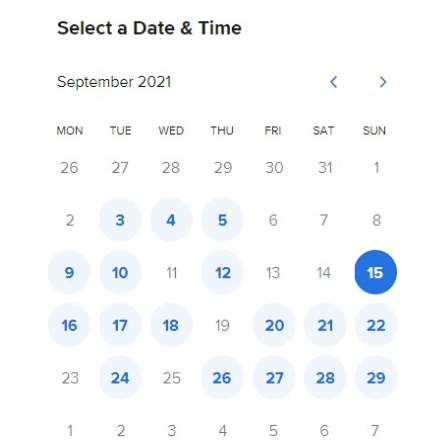 Select a Date & Time
September 2021
MON TUE WED THU FRI SAT SUN
26 27 28 29 30 31 1
2 3 4 5 6 7 8
9 10 11 12 13 14 15
16 17 18 19 20 21 22
23 24 25 26 27 28 29
1 2 3 4 5 6 7